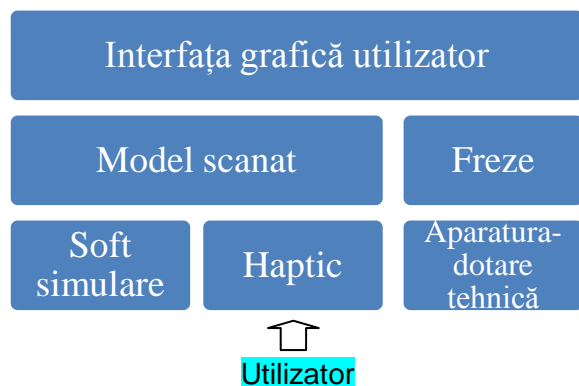 Interfața grafică utilizator
Model scanat
Freze
Soft
simulare
Haptic
Aparatura-
dotare
tehnică
Utilizator